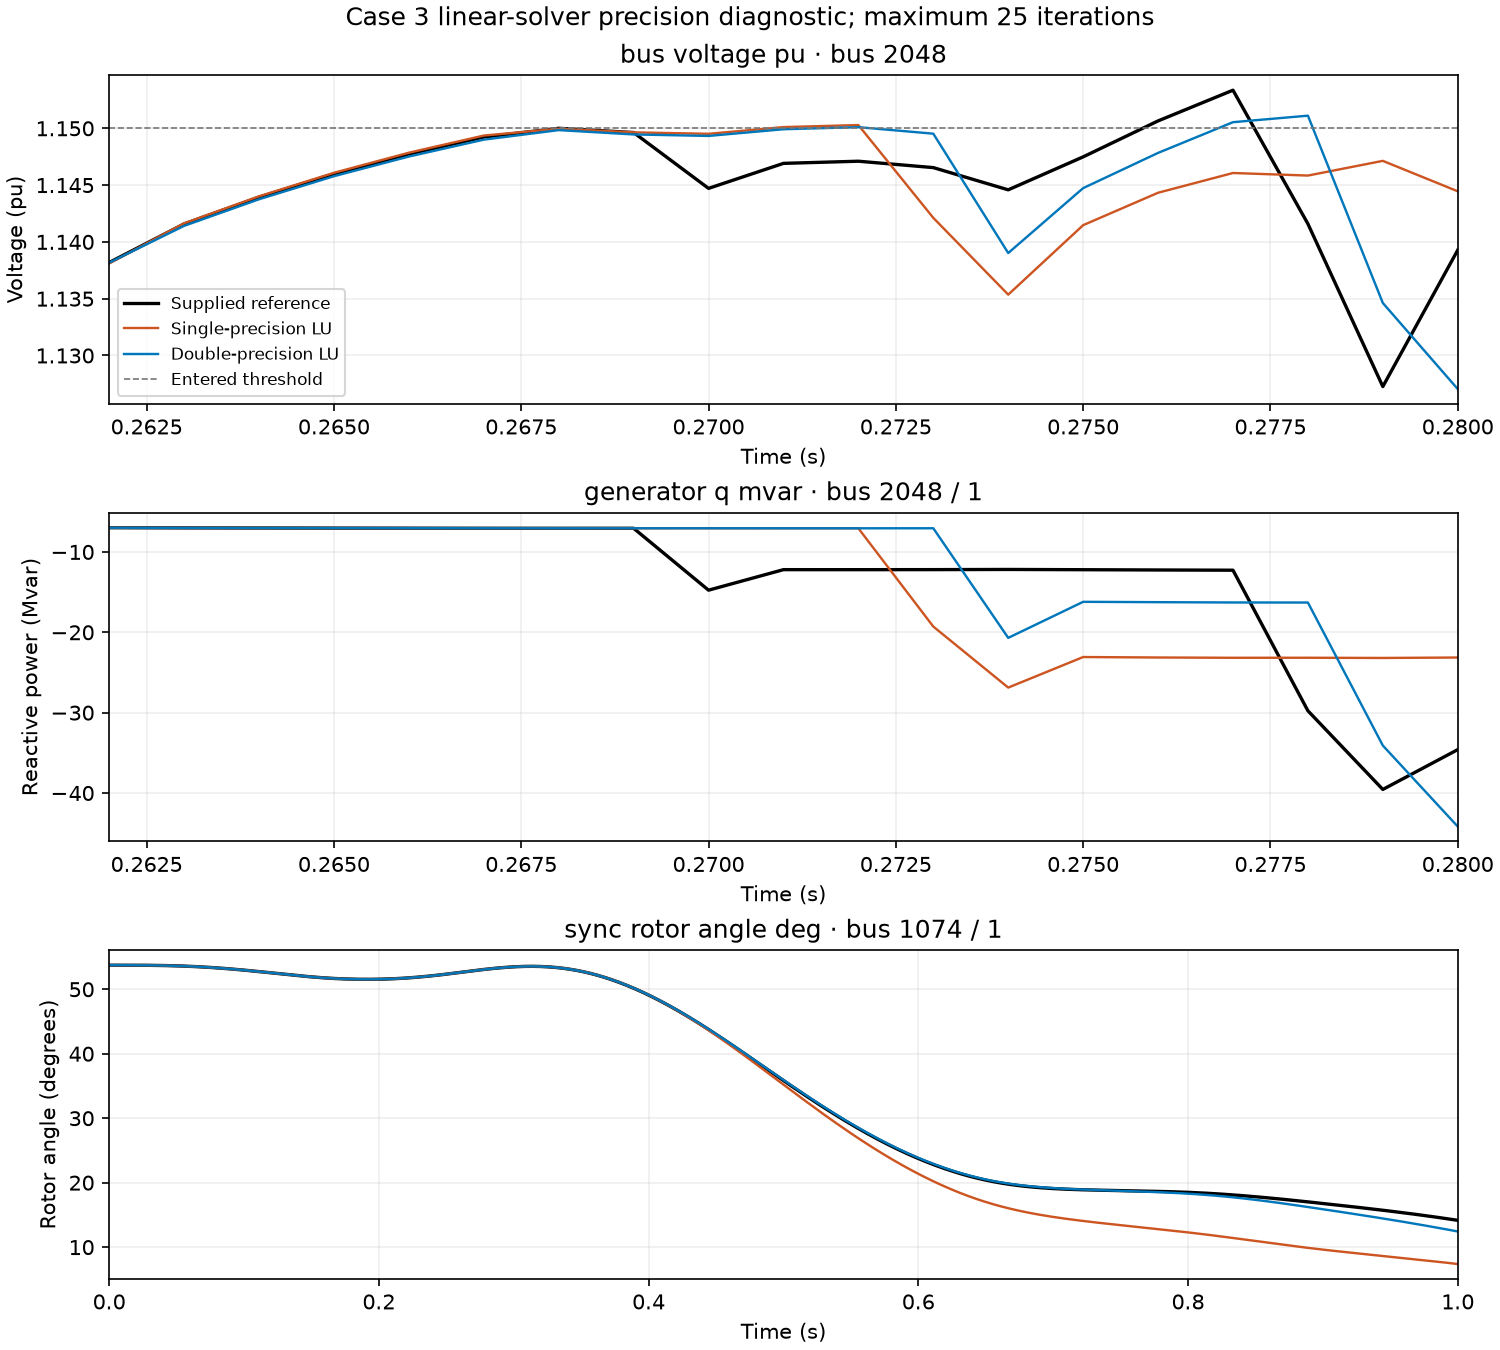 Case 3 linear-solver precision diagnostic; maximum 25 iterations
bus voltage pu · bus 2048
Voltage (pu)
1.150
1.145
1.140
1.135
1.130
Supplied reference
Single-precision LU
Double-precision LU
Entered threshold
0.2625 0.2650 0.2675 0.2700 0.2725 0.2750 0.2775 0.2800
Time (s)
generator q mvar · bus 2048 / 1
Reactive power (Mvar)
−10
−20
−30
−40
0.2625 0.2650 0.2675 0.2700 0.2725 0.2750 0.2775 0.2800
Time (s)
sync rotor angle deg · bus 1074 / 1
Rotor angle (degrees)
50
40
30
20
10
0.0 0.2 0.4 0.6 0.8 1.0
Time (s)